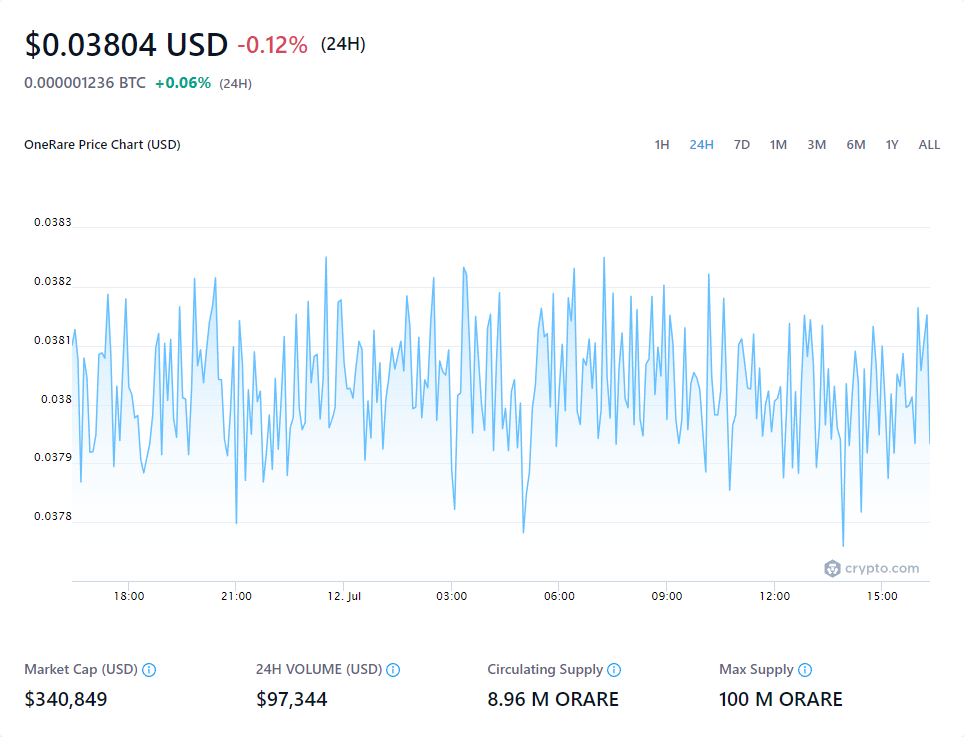 $0.03804 USD -0.12% (24H)
0.000001236 BTC +0.06% (24H)
OneRare Price Chart (USD)
1H 24H 7D 1M 3M 6M 1Y ALL
0.0383
0.0382
0.0381
0.038
0.0379
0.0378
crypto.com
18:00 21:00 12. Jul 03:00 06:00 09:00 12:00 15:00
Market Cap (USD) 24H VOLUME (USD) Circulating Supply Max Supply
$340,849 $97,344 8.96 M ORARE 100 M ORARE